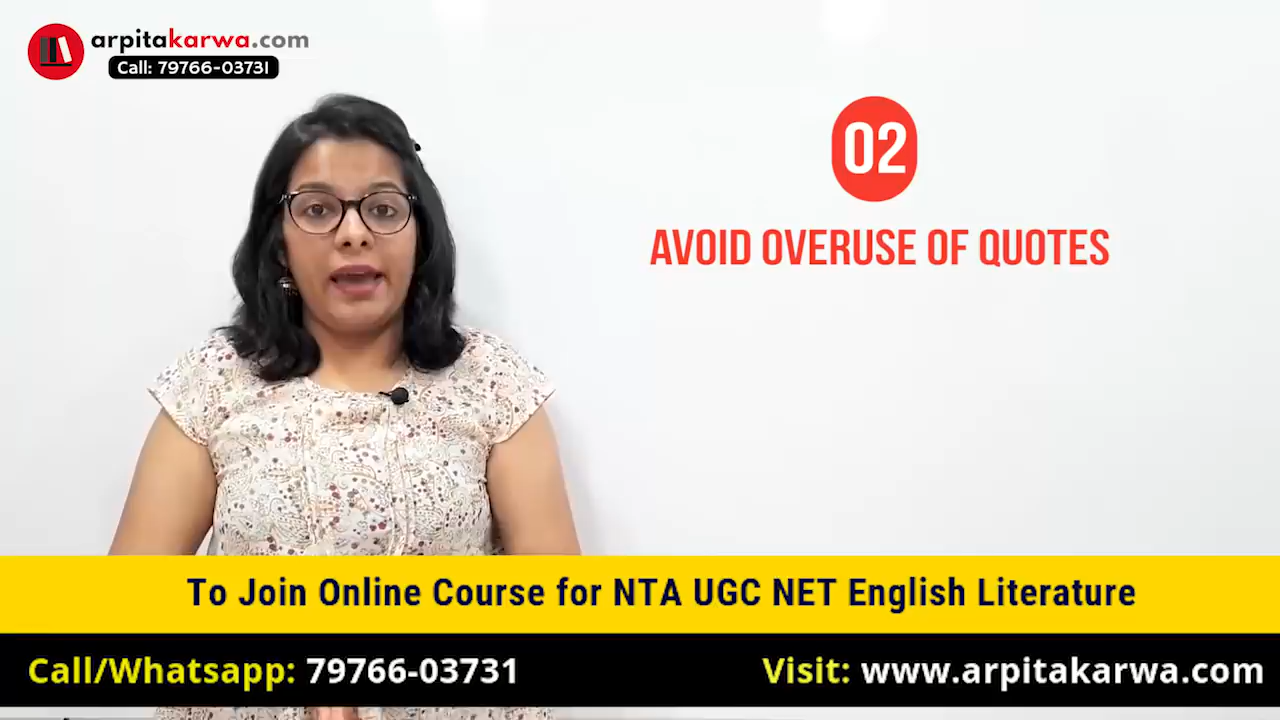 arpitakarwa.com
Call: 79766-03731
02
AVOID OVERUSE OF QUOTES
To Join Online Course for NTA UGC NET English Literature
Call/Whatsapp: 79766-03731
Visit: www.arpitakarwa.com